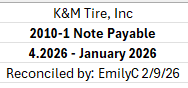 K&M Tire, Inc
2010-1 Note Payable
4.2026 - January 2026
Reconciled by: EmilyC 2/9/26